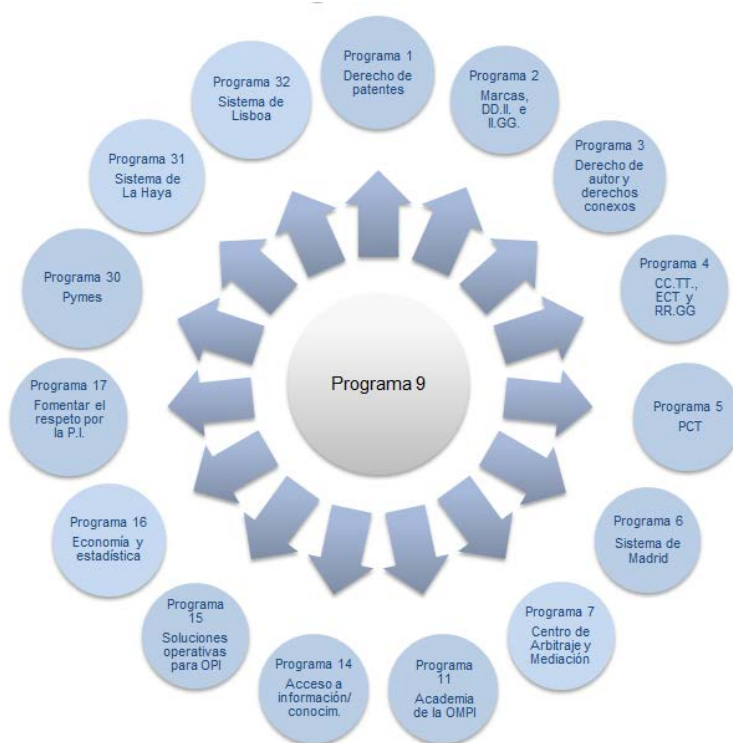 Programa 1
Derecho de
patentes
Programa 2
Marcas,
DD.II. e
II.GG.
Programa 3
Derecho de
autor y
derechos
conexos
Programa 4
CC.TT.,
ECT y
RR.GG
Programa 5
PCT
Programa 6
Sistema de
Madrid
Programa 7
Centro de
Arbitraje y
Mediación
Programa
11
Academia
de la OMPI
Programa 14
Acceso a
información/
conocim.
Programa
15
Soluciones
operativas
para OPI
Programa 16
Economía y
estadística
Programa 17
Fomentar el
respeto por
la P.I.
Programa 30
Pymes
Programa 31
Sistema de
La Haya
Programa 32
Sistema de
Lisboa
Programa 9